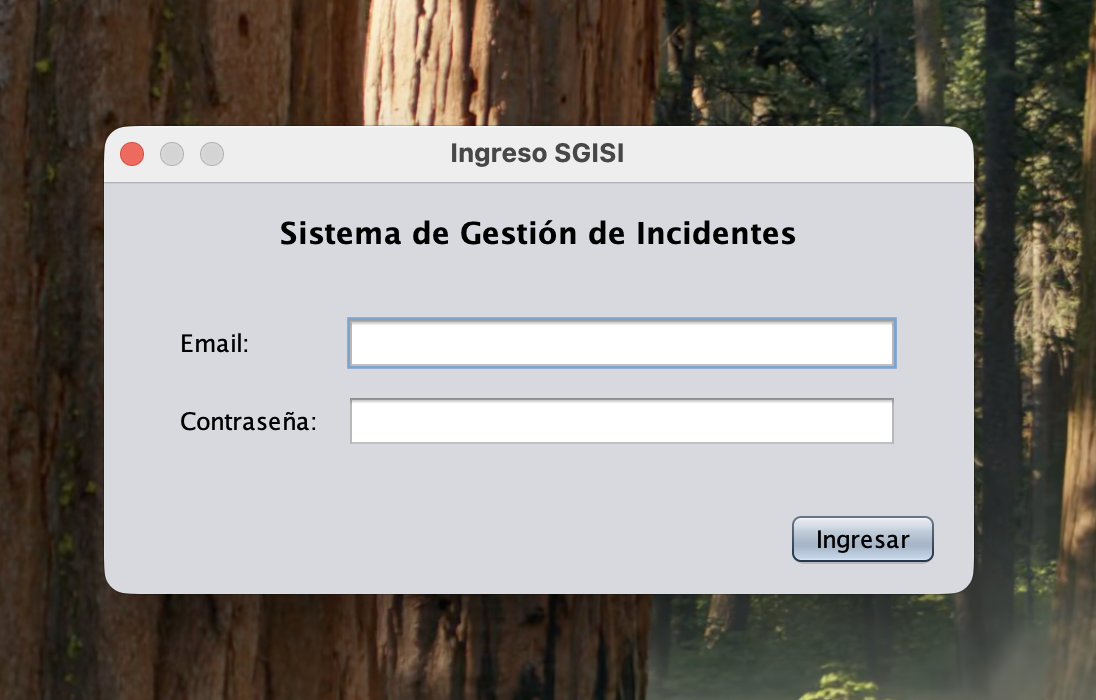 Ingreso SGISI
Sistema de Gestión de Incidentes
Email:
Contraseña:
Ingresar